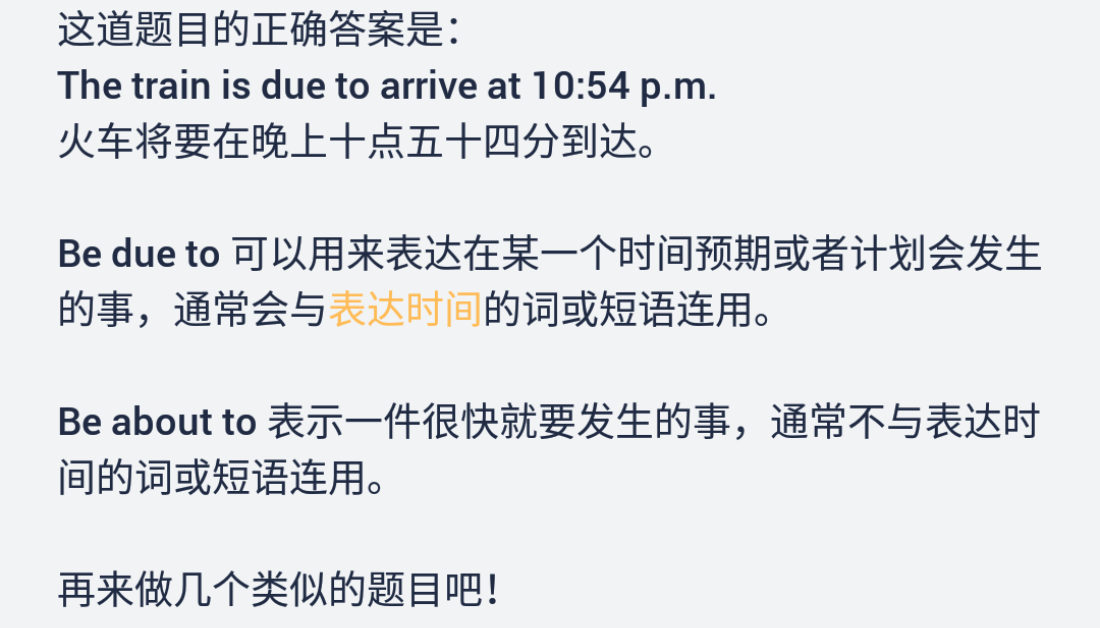 这道题目的正确答案是：
The train is due to arrive at 10:54 p.m.
火车将要在晚上十点五十四分到达。
Be due to 可以用来表达在某一个时间预期或者计划会发生
的事，通常会与表达时间的词或短语连用。
Be about to 表示一件很快就要发生的事，通常不与表达时
间的词或短语连用。
再来做几个类似的题目吧！